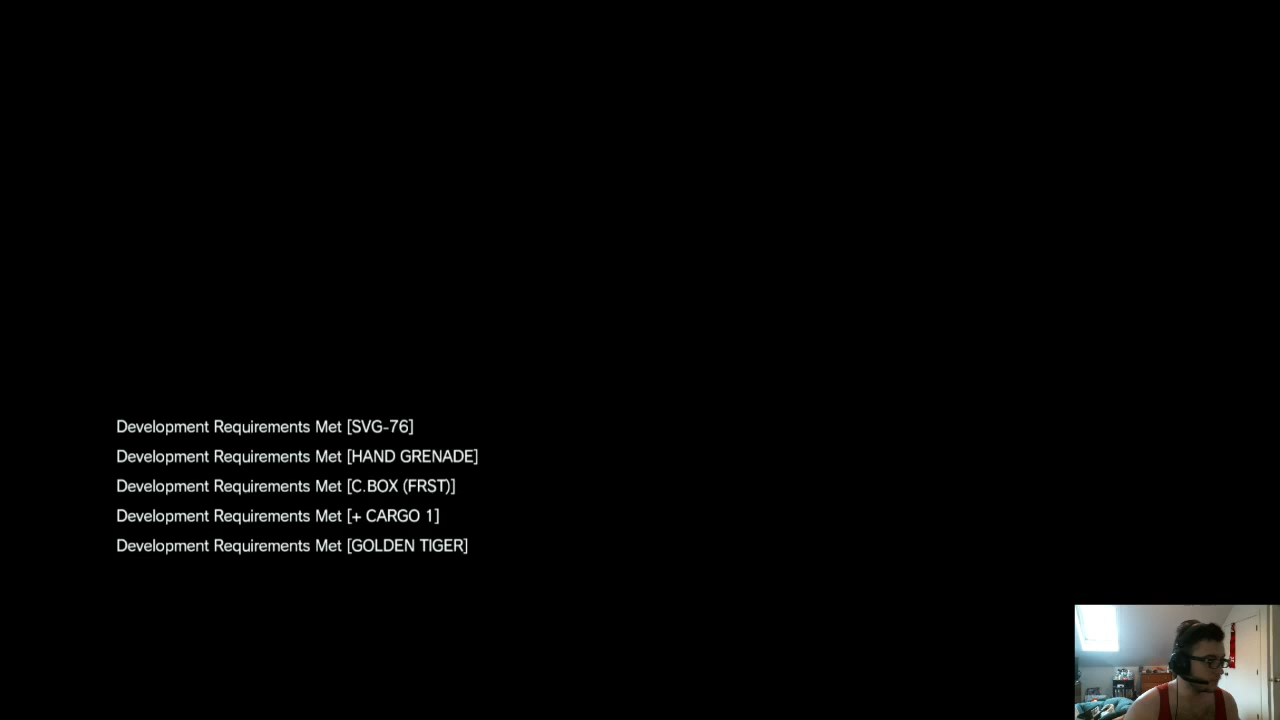 Development Requirements Met [SVG-76]
Development Requirements Met [HAND GRENADE]
Development Requirements Met [C.BOX (FRST)]
Development Requirements Met [+ CARGO 1]
Development Requirements Met [GOLDEN TIGER]